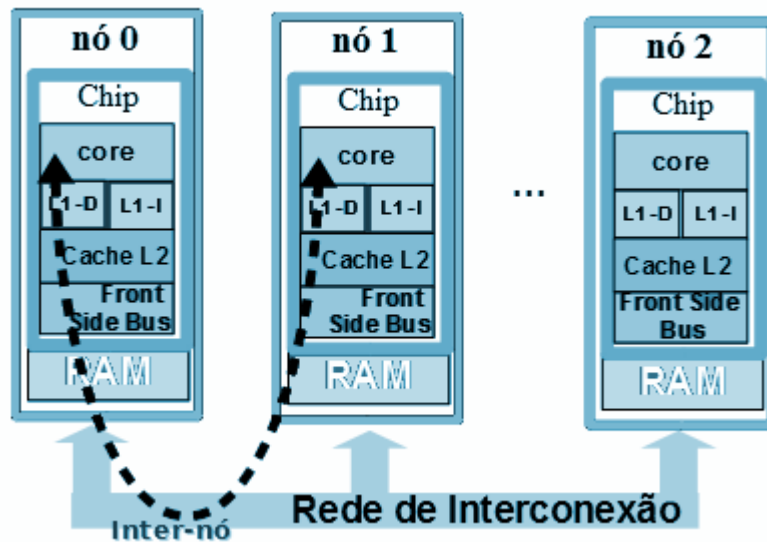 nó 0
Chip
core
L1-D L1-I
Cache L2
Front
Side Bus
RAM
nó 1
Chip
core
L1-D L1-I
Cache L2
Front
Side Bus
RAM
...
nó 2
Chip
core
L1-D L1-I
Cache L2
Front Side
Bus
RAM
Rede de Interconexão
Inter-nó